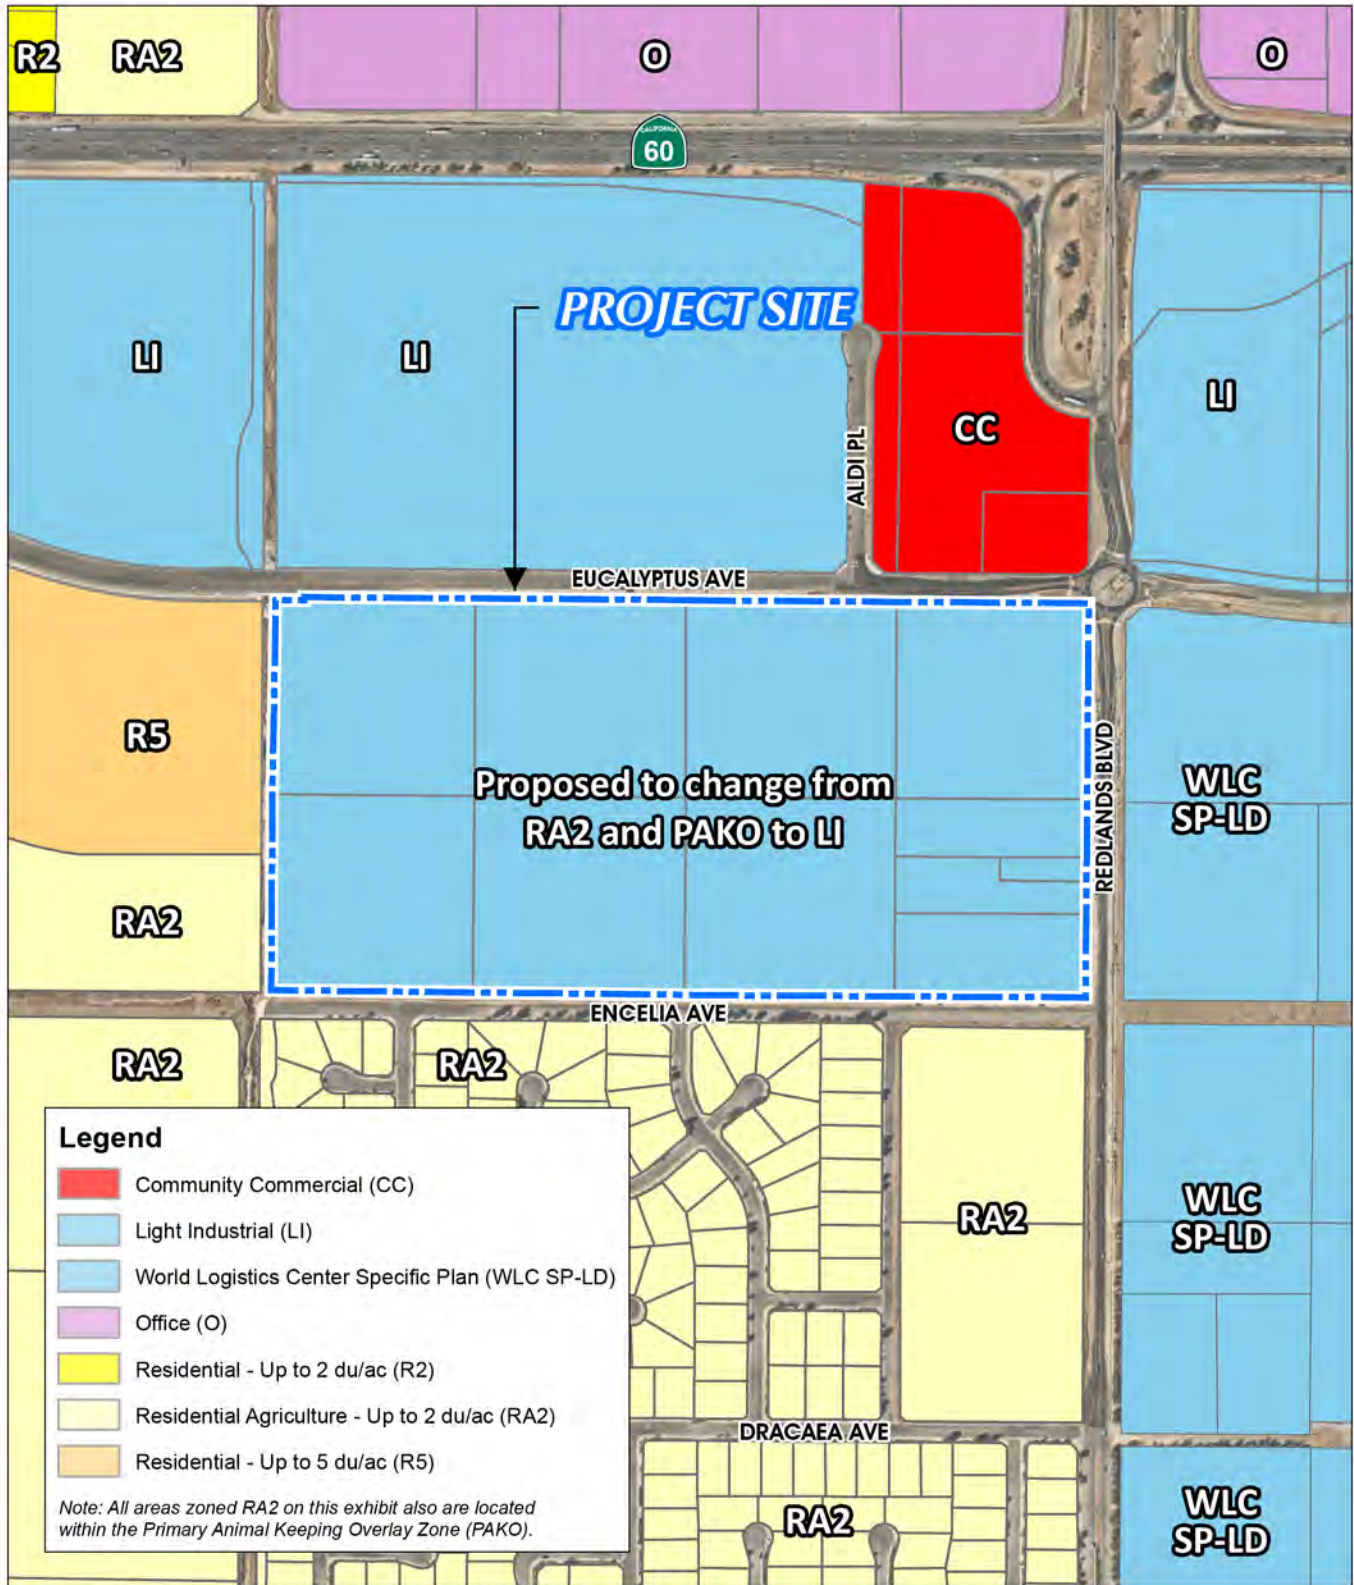 R2
RA2
O
O
CALIFORNIA
60
PROJECT SITE
LI
LI
LI
CC
ALDI PL
EUCALYPTUS AVE
R5
Proposed to change from
RA2 and PAKO to LI
REDLANDS BLVD
WLC
SP-LD
RA2
ENCELIA AVE
RA2
RA2
RA2
WLC
SP-LD
Legend
Community Commercial (CC)
Light Industrial (LI)
World Logistics Center Specific Plan (WLC SP-LD)
Office (O)
Residential - Up to 2 du/ac (R2)
Residential Agriculture - Up to 2 du/ac (RA2)
Residential - Up to 5 du/ac (R5)
Note: All areas zoned RA2 on this exhibit also are located
within the Primary Animal Keeping Overlay Zone (PAKO).
DRACAEA AVE
RA2
WLC
SP-LD